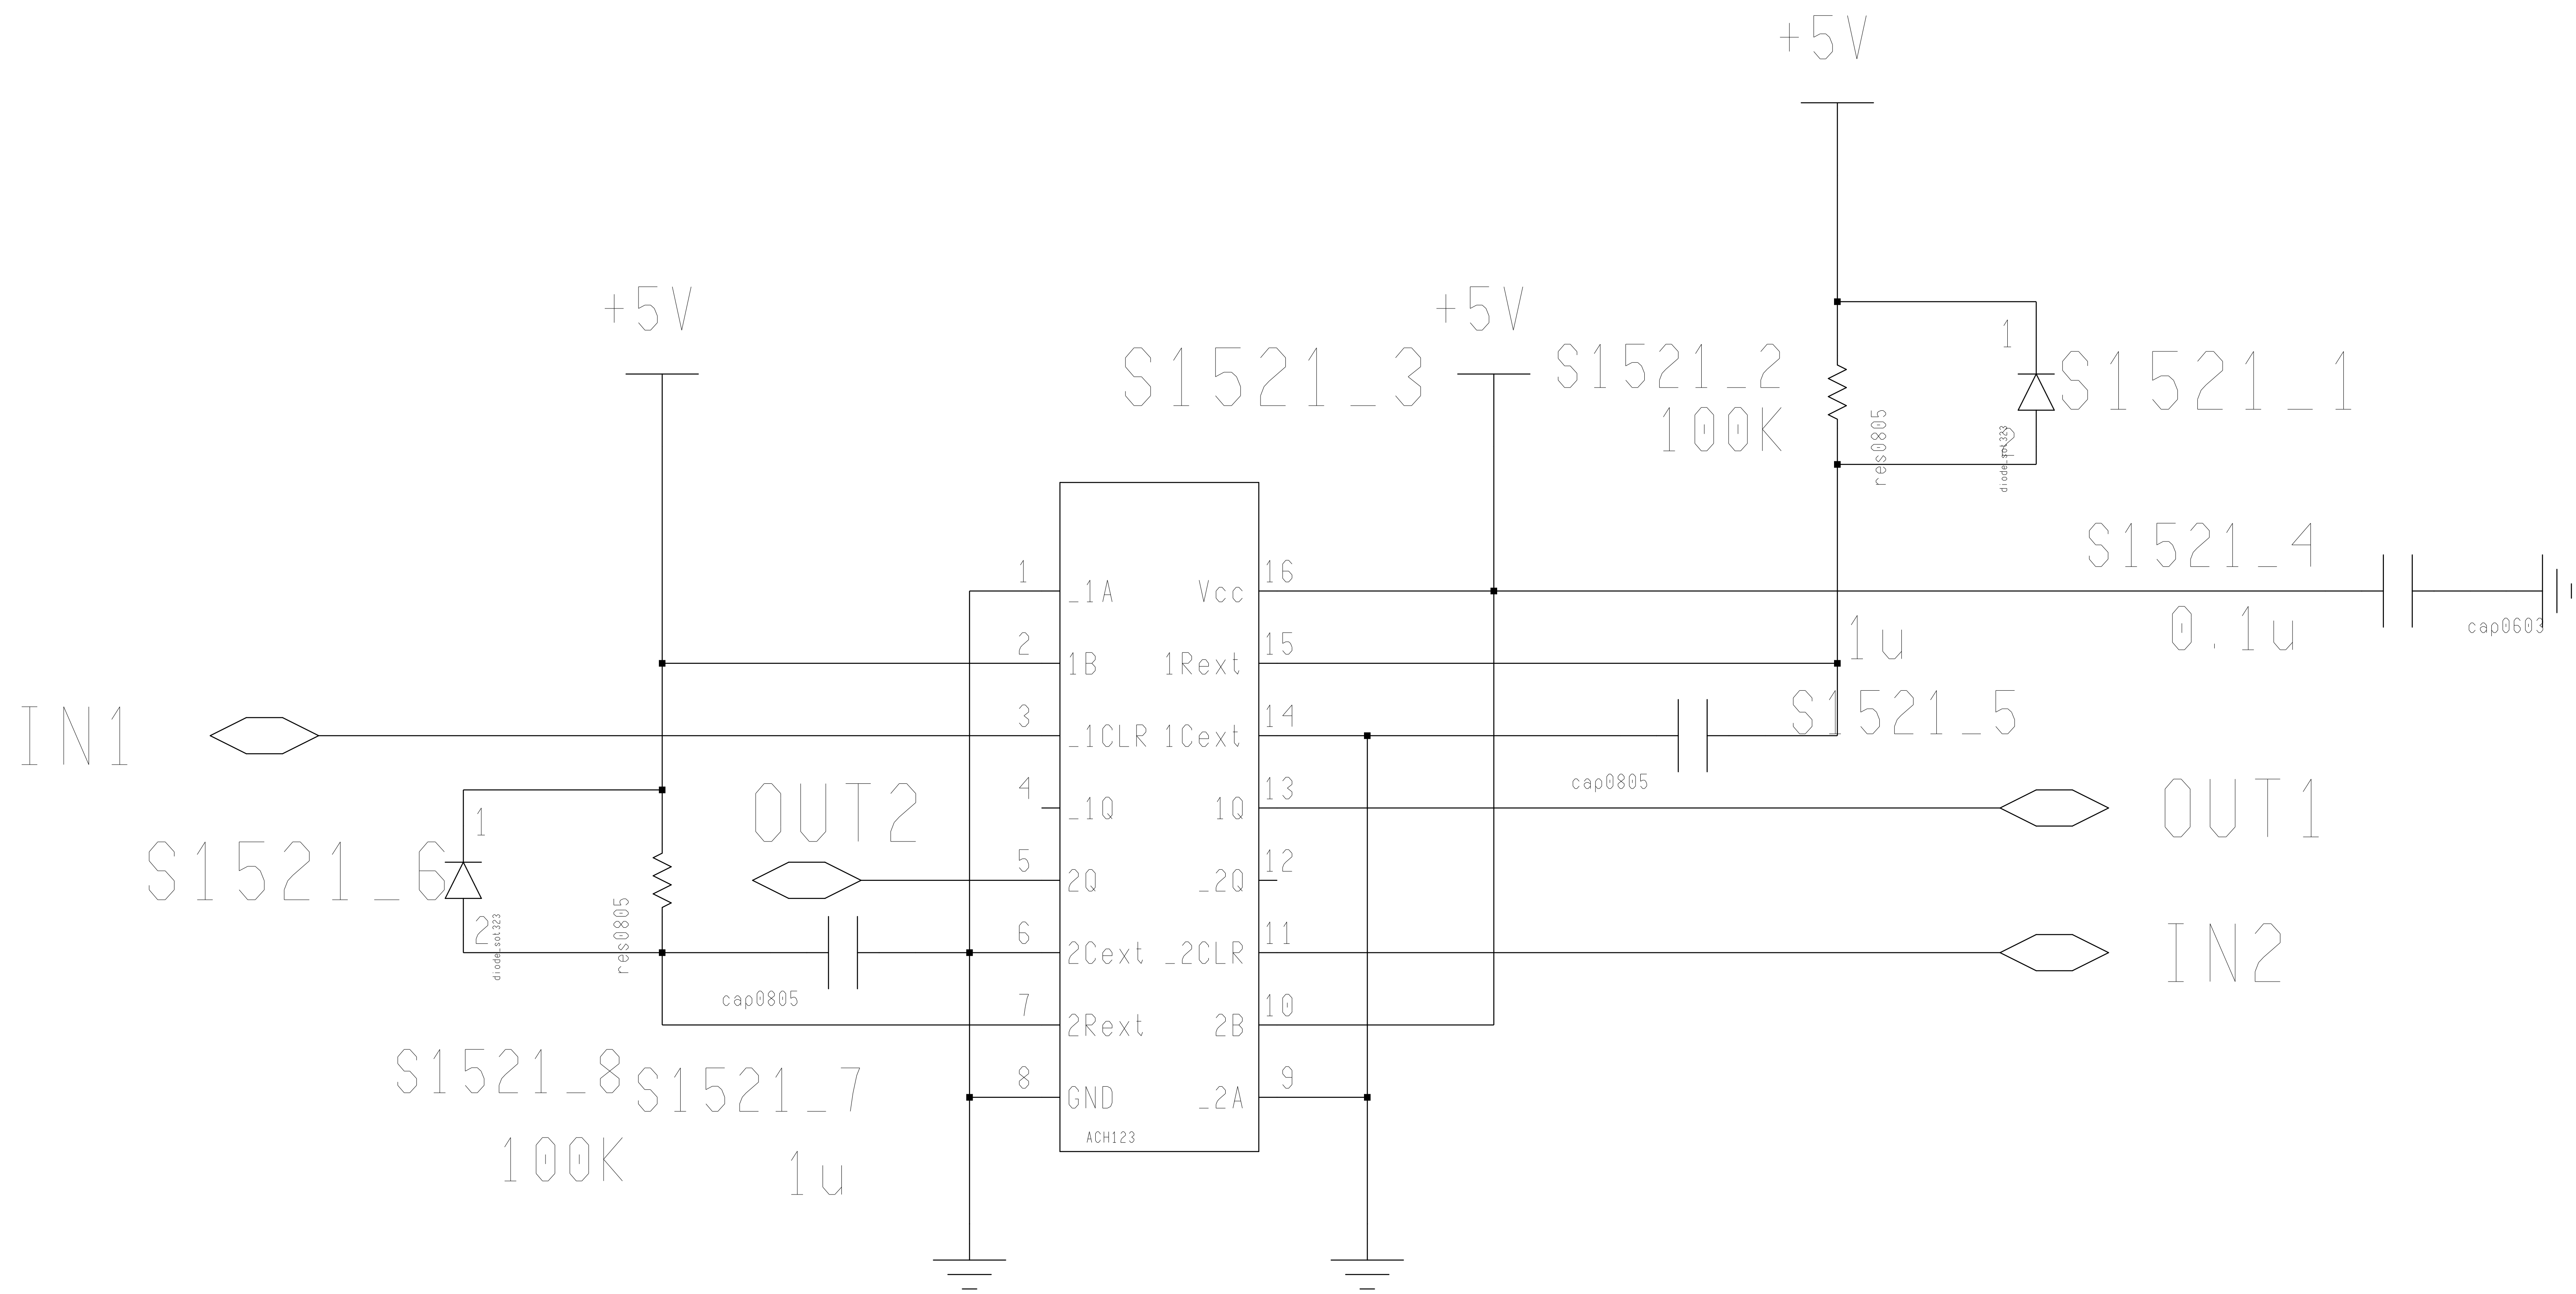 +5V
+5V
+5V
S1521_3
S1521_2
100K
res0805
1
2
diode_sot323
S1521_1
S1521_4
0.1u
cap0603
1 _1A
2 1B
3 _1CLR
4 _1Q
5 2Q
6 2Cext
7 2Rext
8 GND
16 Vcc
15 1Rext
14 1Cext
13 1Q
12 _2Q
11 _2CLR
10 2B
9 _2A
ACH123
1u
S1521_5
cap0805
IN1
OUT2
OUT1
IN2
S1521_6
1
2
diode_sot323
res0805
cap0805
S1521_8
100K
S1521_7
1u